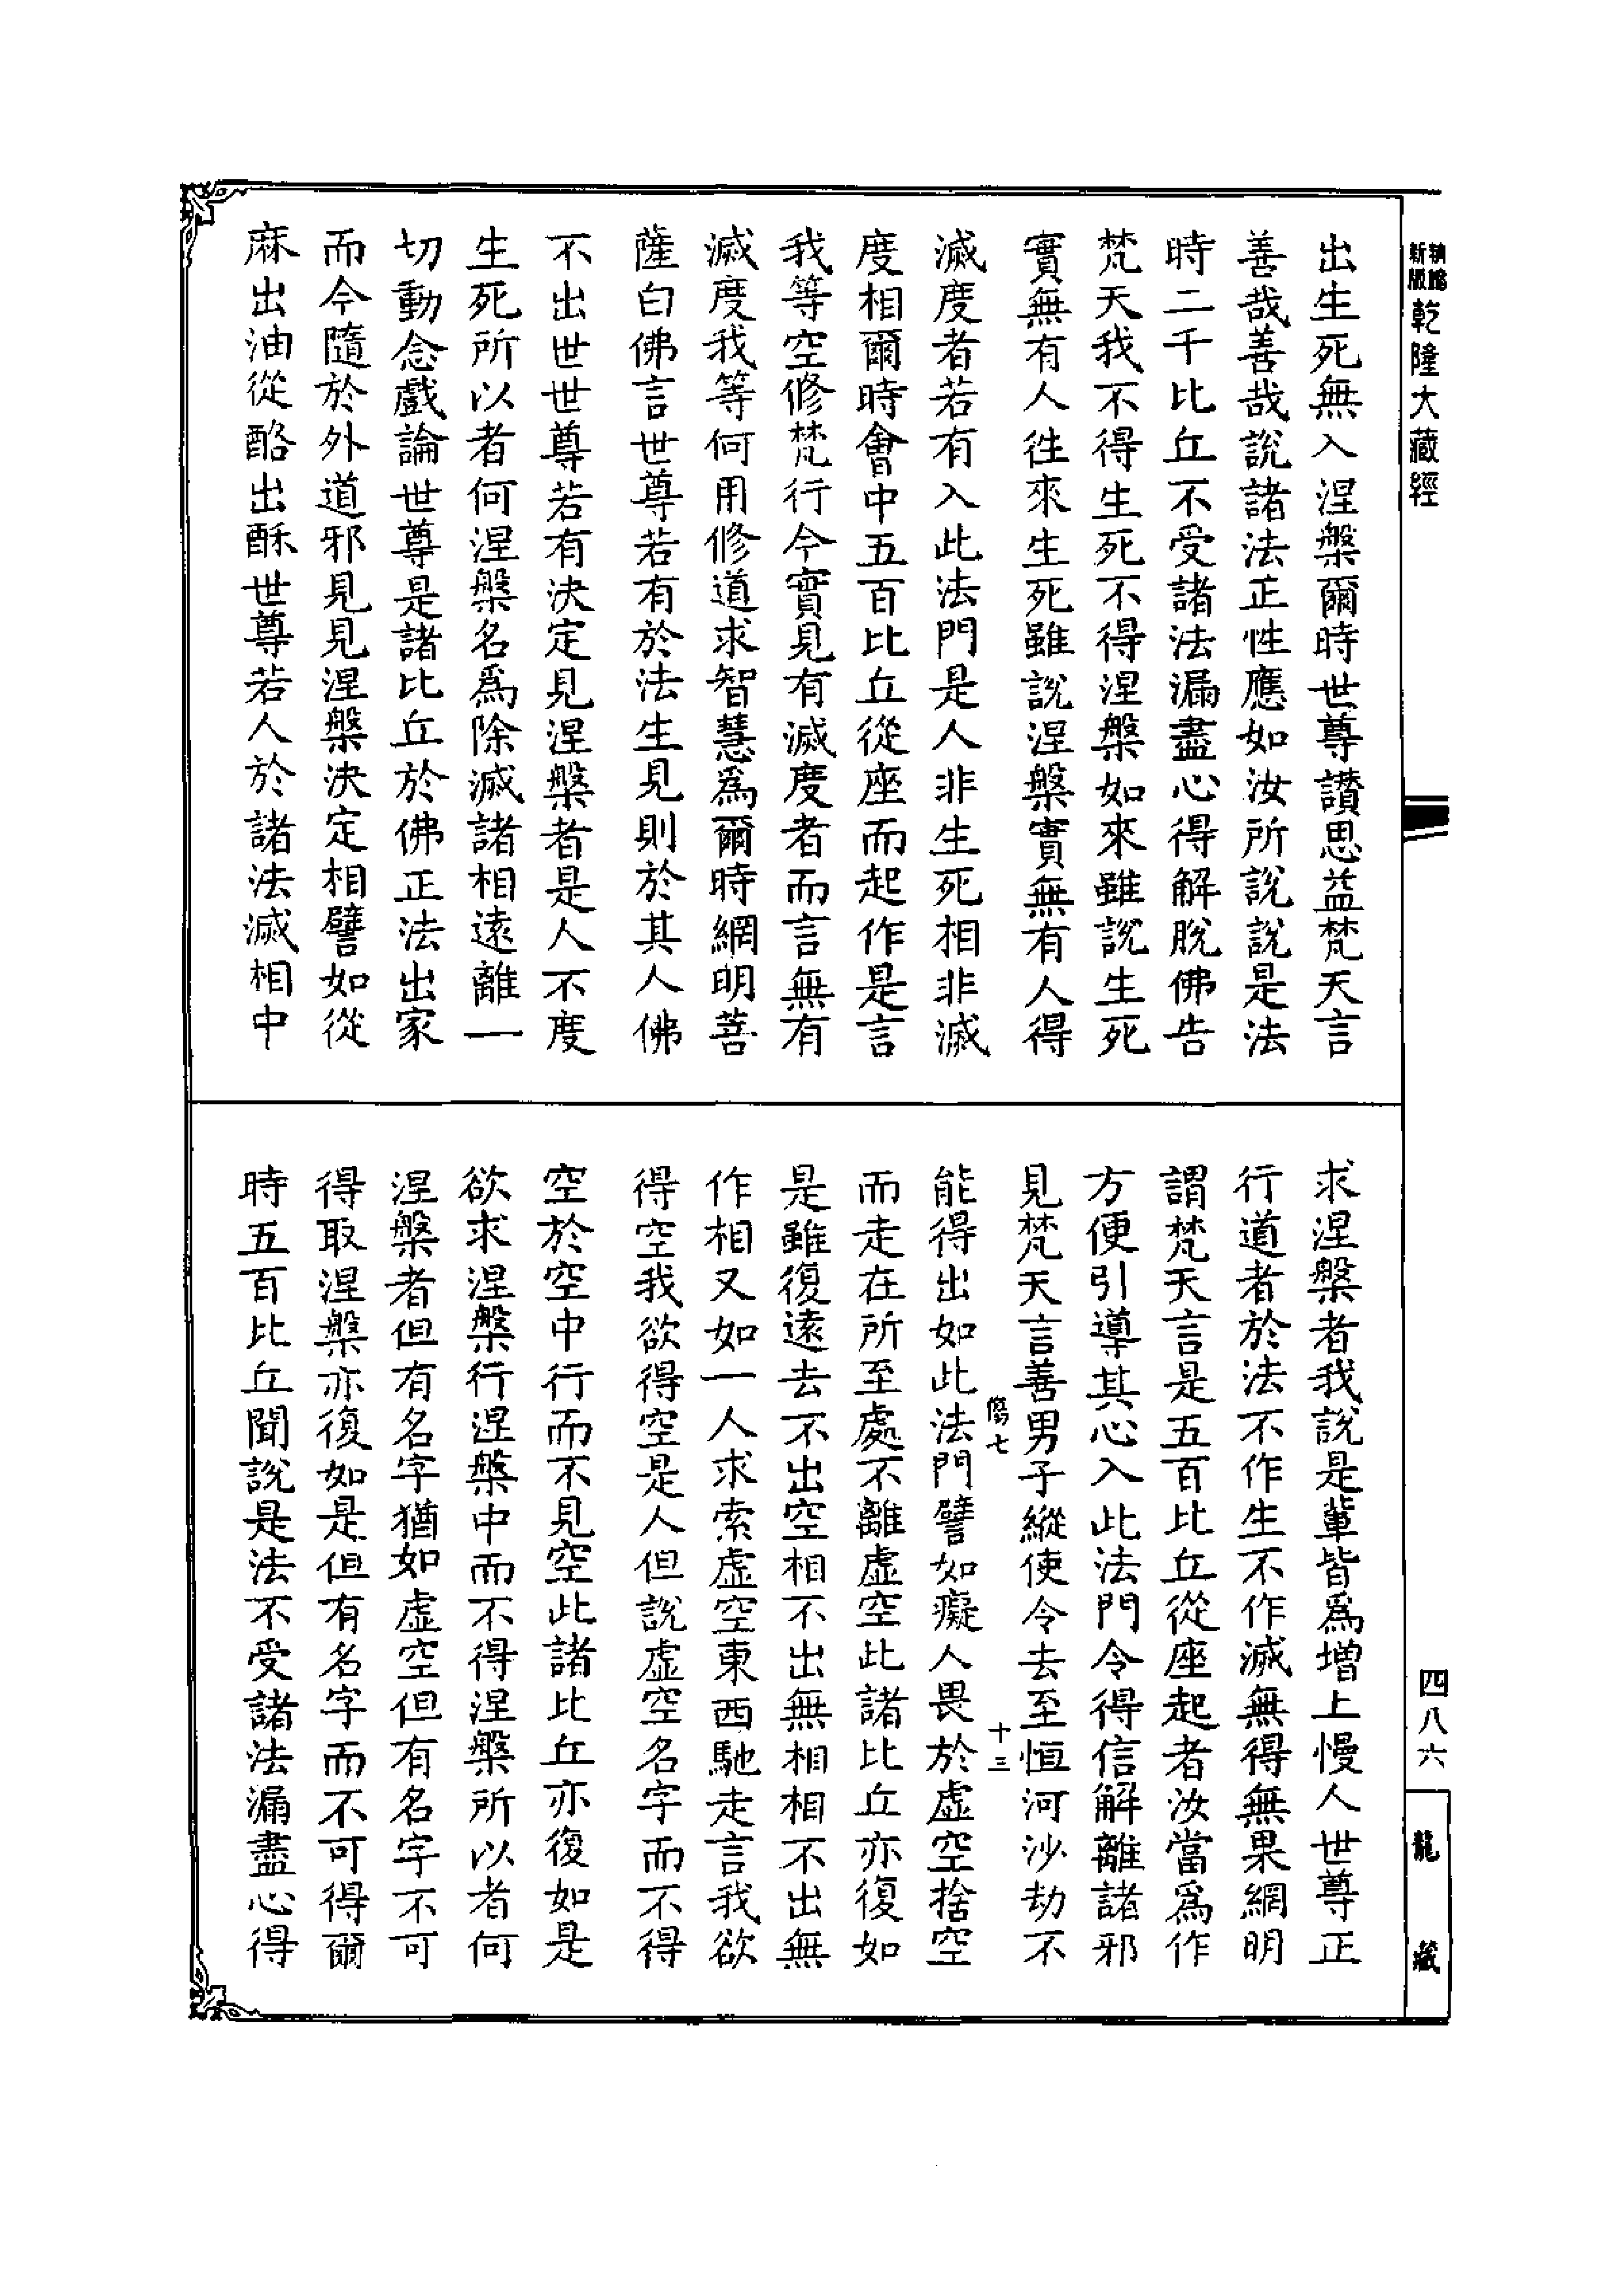 新版
乾隆大藏經
出生死無入涅槃爾時世尊讃思益梵天言
善哉善哉說諸法正性應如汝所說說是法
時二千比丘不受諸法漏盡心得解脫佛告
梵天我不得生死不得涅槃如來雖說生死
實無有人往來生死雖說涅槃實無有人得
滅度者若有入此法門是人非生死相非滅
度相爾時會中五百比丘從座而起作是言
我等空修梵行今實見有滅度者而言無有
滅度我等何用修道求智慧爲爾時網明菩
薩白佛言世尊若有於法生見則於其人佛
不出世世尊若有決定見涅槃者是人不度
生死所以者何涅槃名爲除滅諸相遠離一
切動念戲論世尊是諸比丘於佛正法出家
而今隨於外道邪見見涅槃決定相譬如從
麻出油從酪出酥世尊若人於諸法滅相中
求涅槃者我說是輩皆爲增上慢人世尊正
行道者於法不作生不作滅無得無果網明
謂梵天言是五百比丘從座起者汝當爲作
方便引導其心入此法門令得信解離諸邪
見梵天言善男子縱使令去至恒河沙劫不
傷七
十三
能得出如此法門譬如癡人畏於虛空捨空
而走在所至處不離虛空此諸比丘亦復如
是雖復遠去不出空相不出無相相不出無
作相又如一人求索虛空東西馳走言我欲
得空我欲得空是人但說虛空名字而不得
空於空中行而不見空此諸比丘亦復如是
欲求涅槃行涅槃中而不得涅槃所以者何
涅槃者但有名字猶如虛空但有名字不可
得取涅槃亦復如是但有名字而不可得爾
時五百比丘聞說是法不受諸法漏盡心得
四八六
龍藏